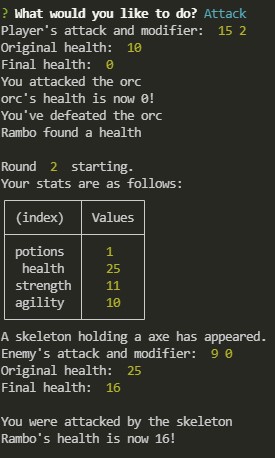 ? What would you like to do? Attack
Player's attack and modifier:  15 2
Original health:  10
Final health:  0
You attacked the orc
orc's health is now 0!
You've defeated the orc
Rambo found a health

Round  2  starting.
Your stats are as follows:
(index) Values
potions 1
health 25
strength 11
agility 10
A skeleton holding a axe has appeared.
Enemy's attack and modifier:  9 0
Original health:  25
Final health:  16

You were attacked by the skeleton
Rambo's health is now 16!